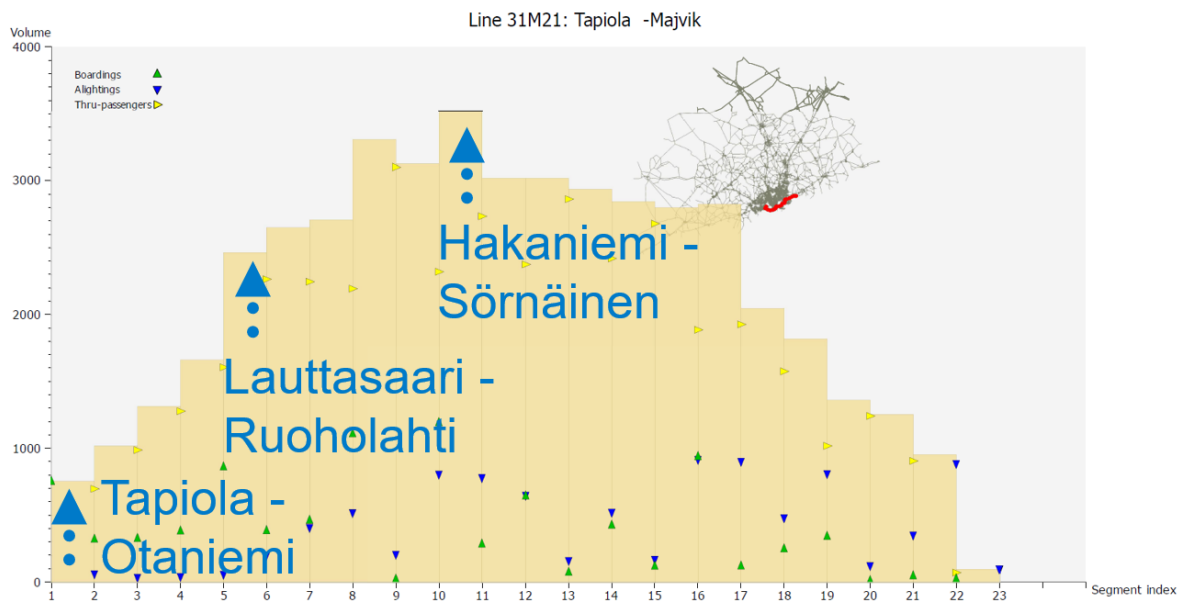 Line 31M21: Tapiola -Majvik
Volume
4000
Boardings
Alightings
Thru-passengers
3000
Hakaniemi -
Sörnäinen
2000
Lauttasaari -
Ruoholahti
1000
Tapiola -
Otaniemi
0
1 2 3 4 5 6 7 8 9 10 11 12 13 14 15 16 17 18 19 20 21 22 23
Segment index